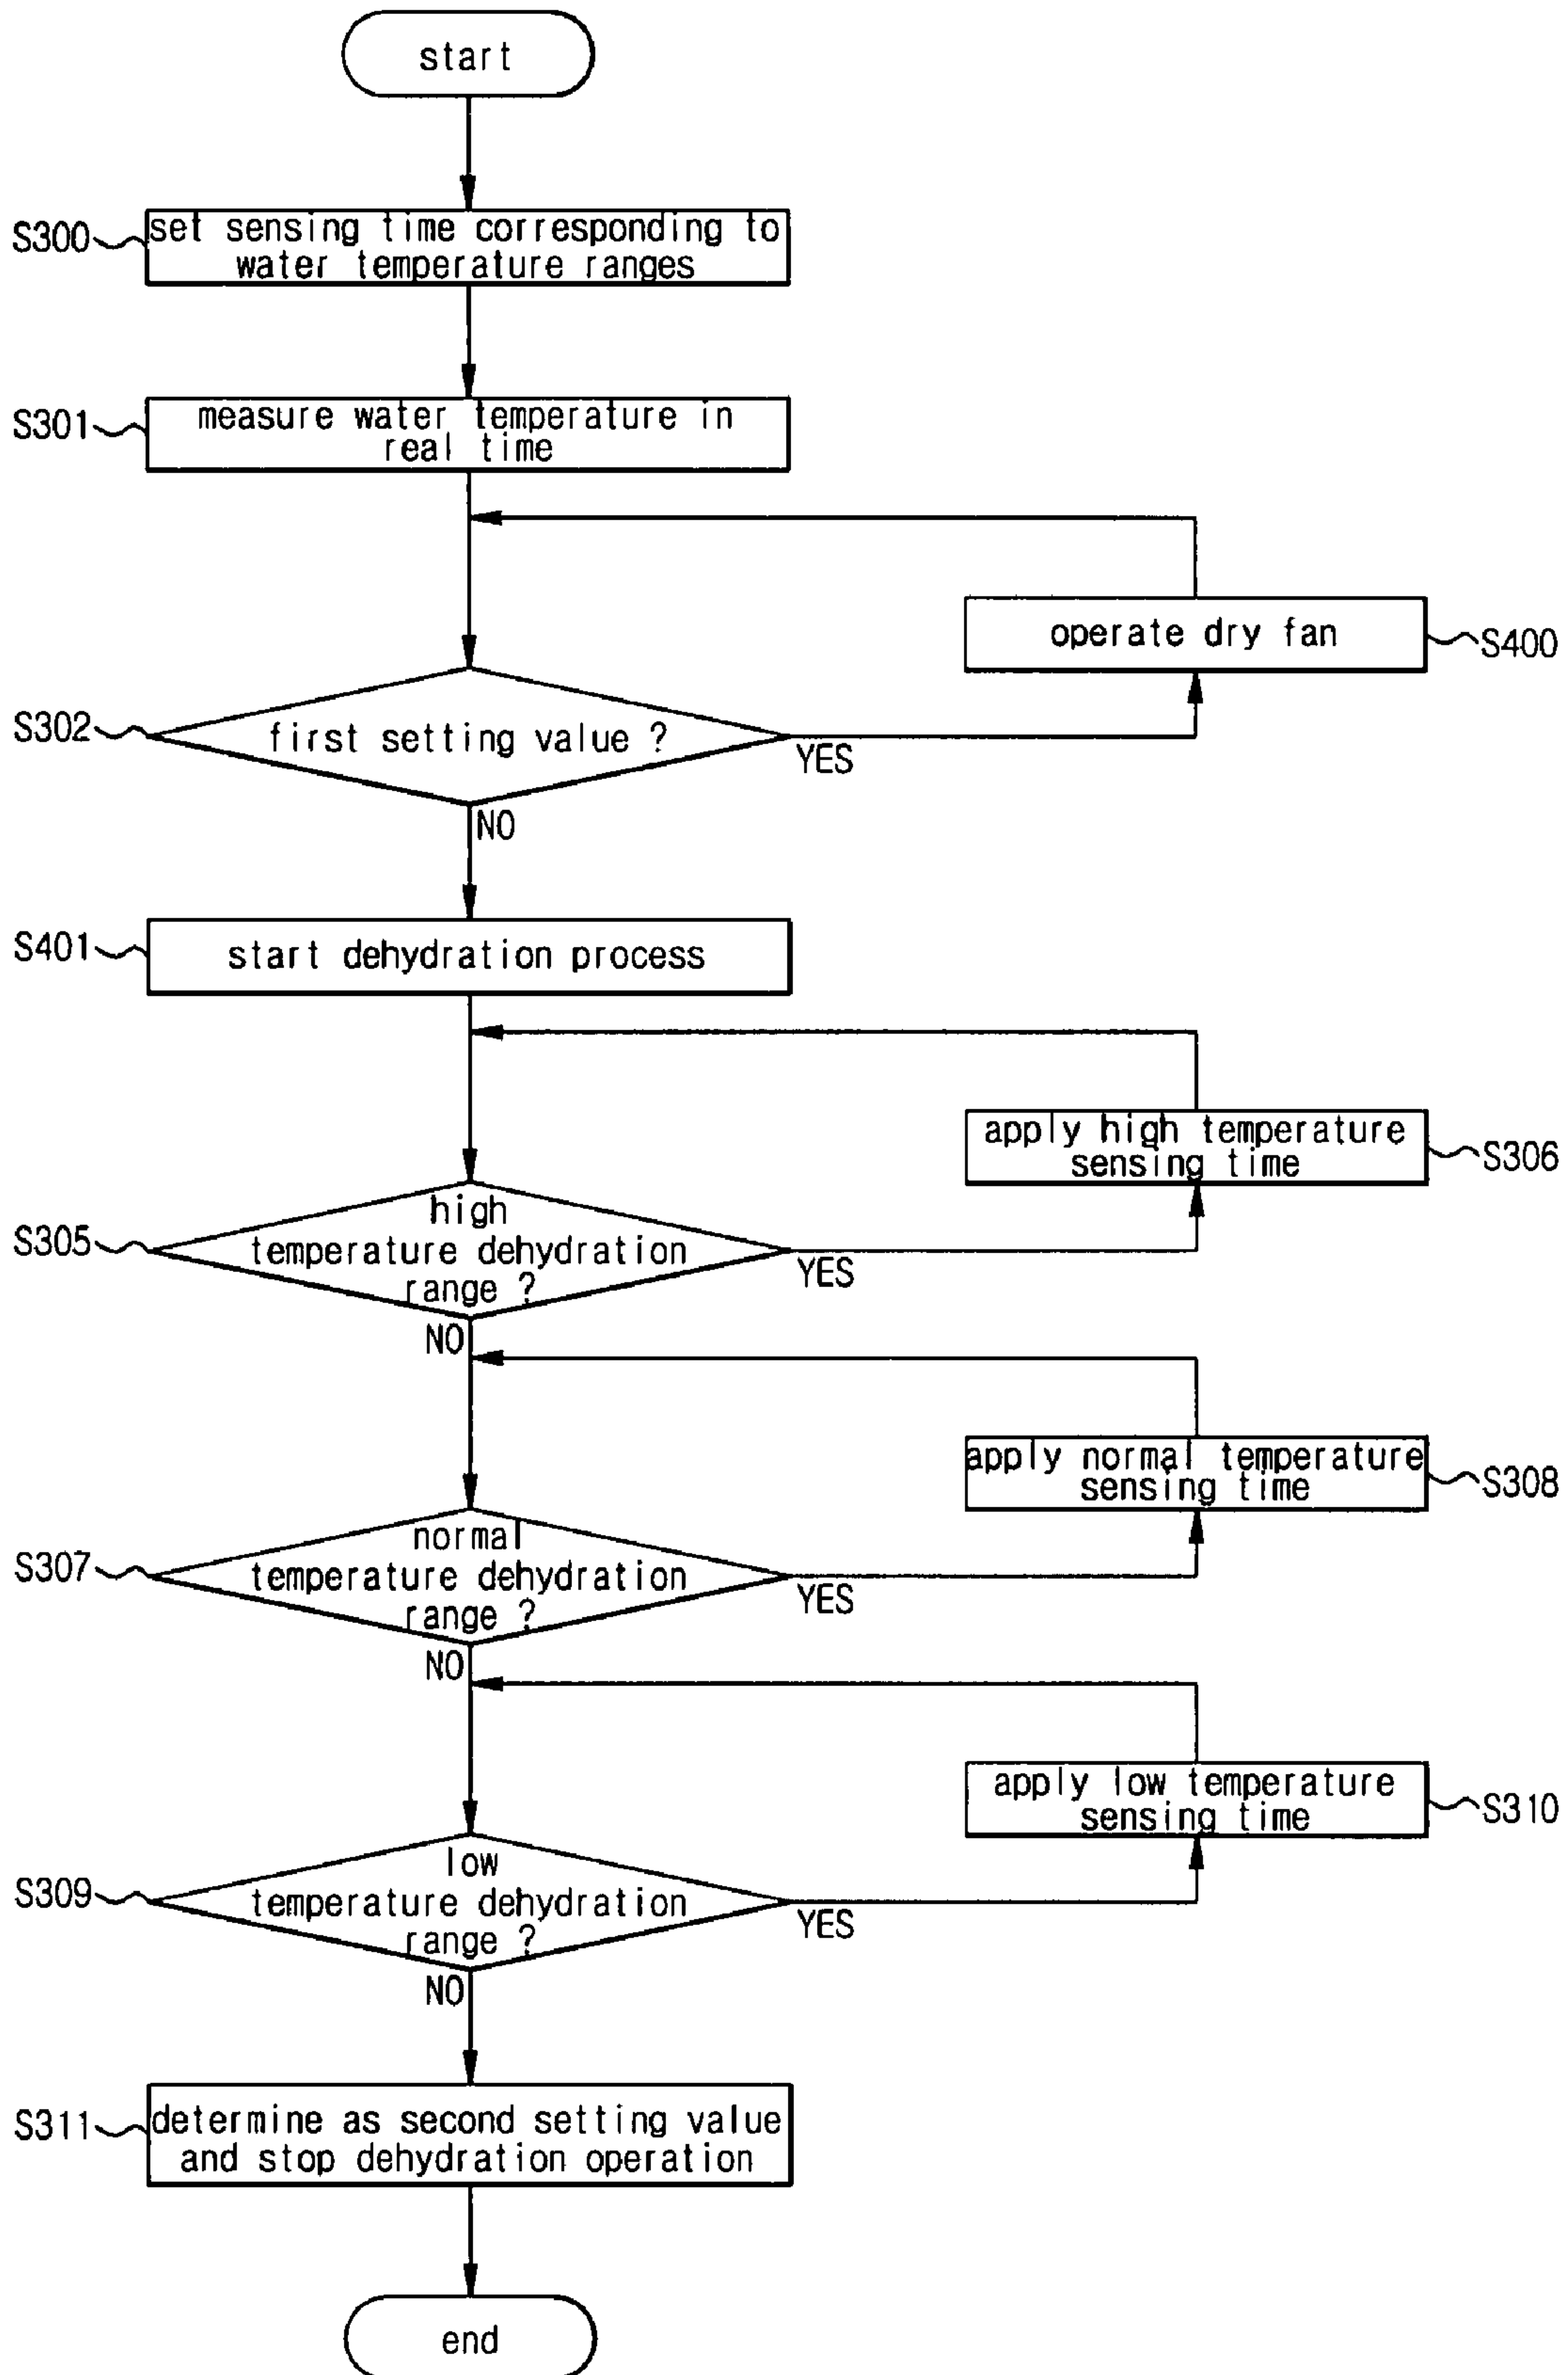 start
S300
set sensing time corresponding to
water temperature ranges
S301
measure water temperature in
real time
operate dry fan
S400
S302
first setting value ?
YES
NO
S401
start dehydration process
apply high temperature
sensing time
S306
S305
high
temperature dehydration
range ?
YES
NO
apply normal temperature
sensing time
S308
S307
normal
temperature dehydration
range ?
YES
NO
apply low temperature
sensing time
S310
S309
low
temperature dehydration
range ?
YES
NO
S311
determine as second setting value
and stop dehydration operation
end